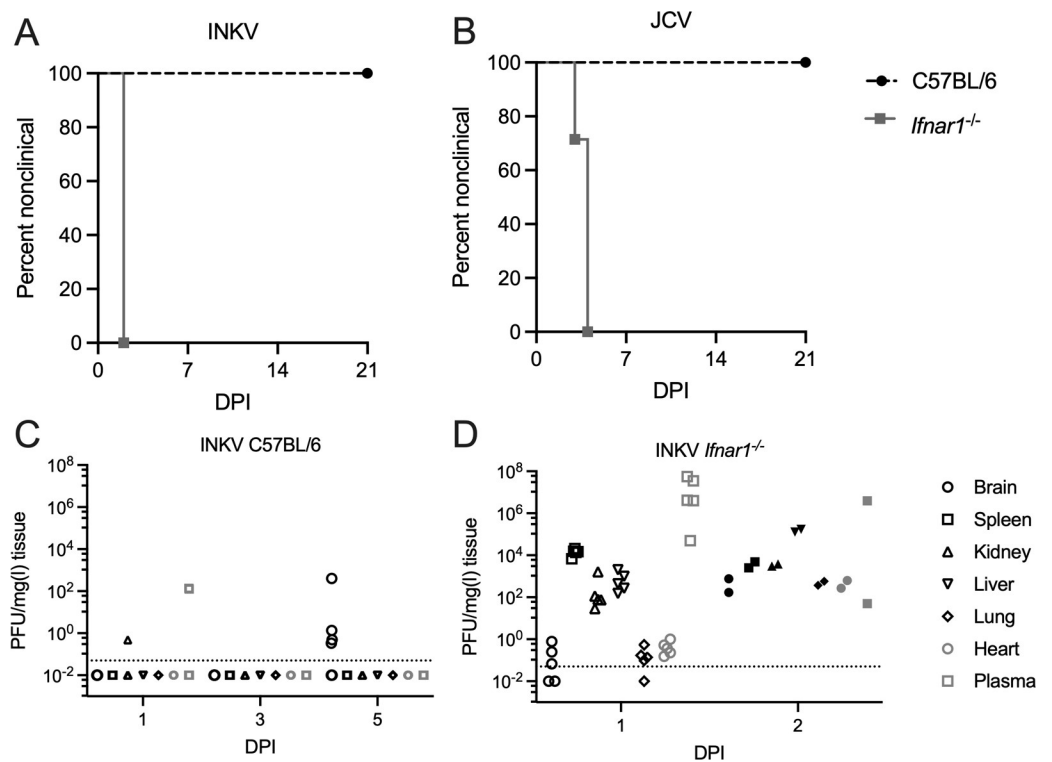 A
INKV
Percent nonclinical
100
80
60
40
20
0
0 7 14 21
DPI
B
JCV
Percent nonclinical
100
80
60
40
20
0
0 7 14 21
DPI
C57BL/6
Ifnar1-/-
C
INKV C57BL/6
PFU/mg(l) tissue
10^8
10^6
10^4
10^2
10^0
10^-2
1 3 5
DPI
D
INKV Ifnar1-/-
PFU/mg(l) tissue
10^8
10^6
10^4
10^2
10^0
10^-2
1 2
DPI
Brain
Spleen
Kidney
Liver
Lung
Heart
Plasma